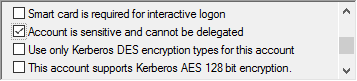 Smart card is required for interactive logon
Account is sensitive and cannot be delegated
Use only Kerberos DES encryption types for this account
This account supports Kerberos AES 128 bit encryption.